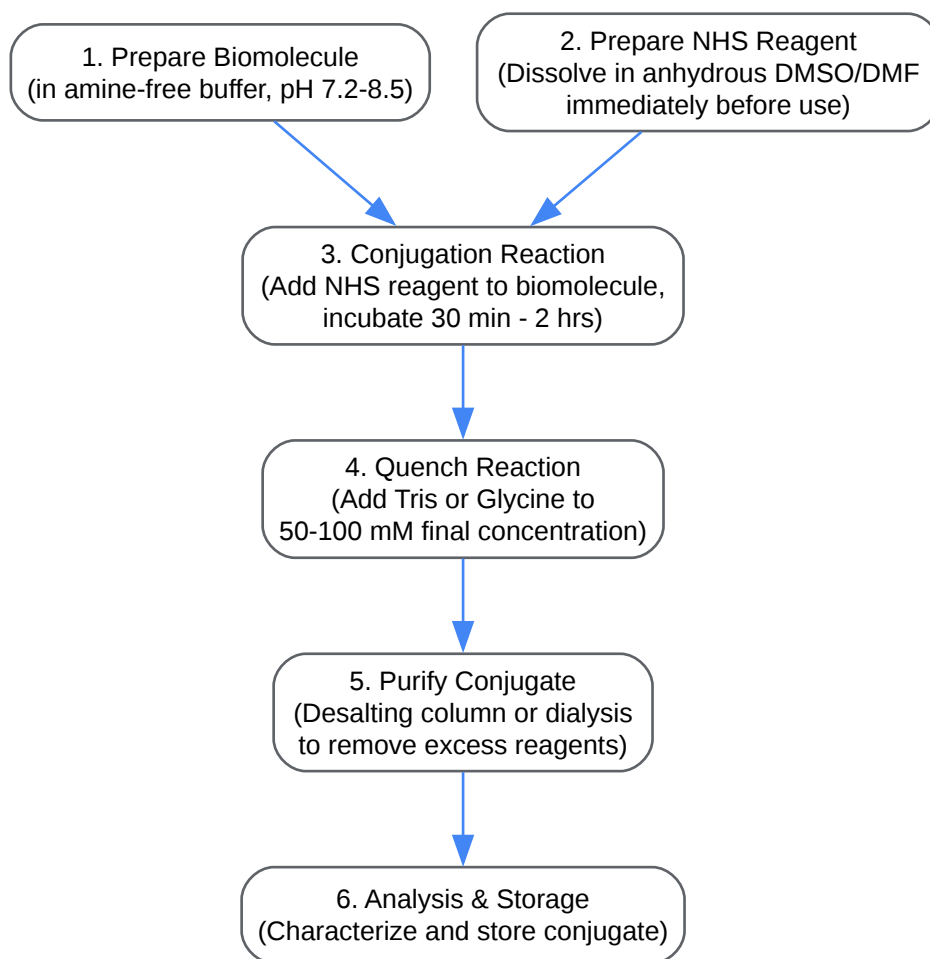 1. Prepare Biomolecule
(in amine-free buffer, pH 7.2-8.5)
2. Prepare NHS Reagent
(Dissolve in anhydrous DMSO/DMF
immediately before use)
3. Conjugation Reaction
(Add NHS reagent to biomolecule,
incubate 30 min - 2 hrs)
4. Quench Reaction
(Add Tris or Glycine to
50-100 mM final concentration)
5. Purify Conjugate
(Desalting column or dialysis
to remove excess reagents)
6. Analysis & Storage
(Characterize and store conjugate)